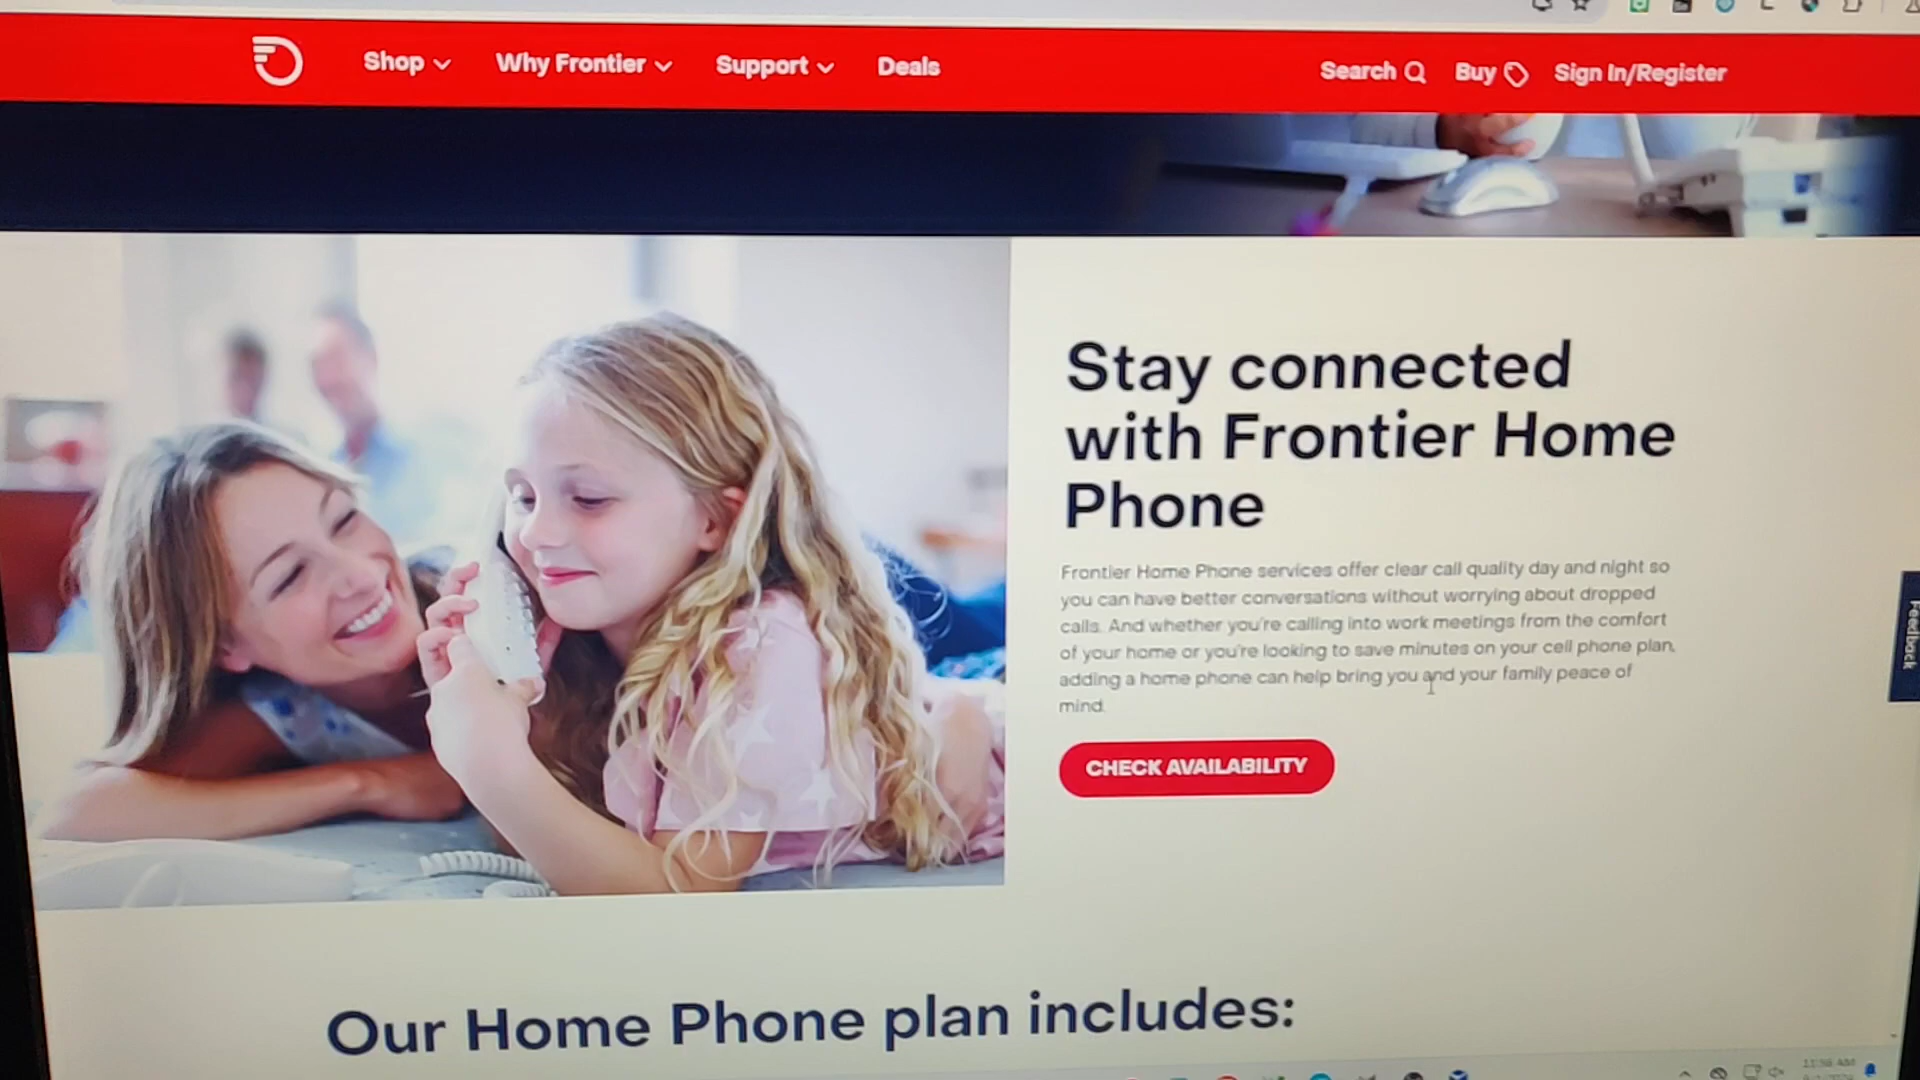 Shop
Why Frontier
Support
Deals
Search
Buy
Sign In/Register
Stay connected
with Frontier Home
Phone
Frontier Home Phone services offer clear call quality day and night so
you can have better conversations without worrying about dropped
calls. And whether you're calling into work meetings from the comfort
of your home or you're looking to save minutes on your cell phone plan,
adding a home phone can help bring you and your family peace of
mind.
CHECK AVAILABILITY
Feedback
Our Home Phone plan includes: